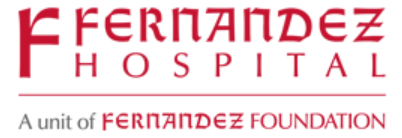 FERNANDEZ
HOSPITAL
A unit of FERNANDEZ FOUNDATION